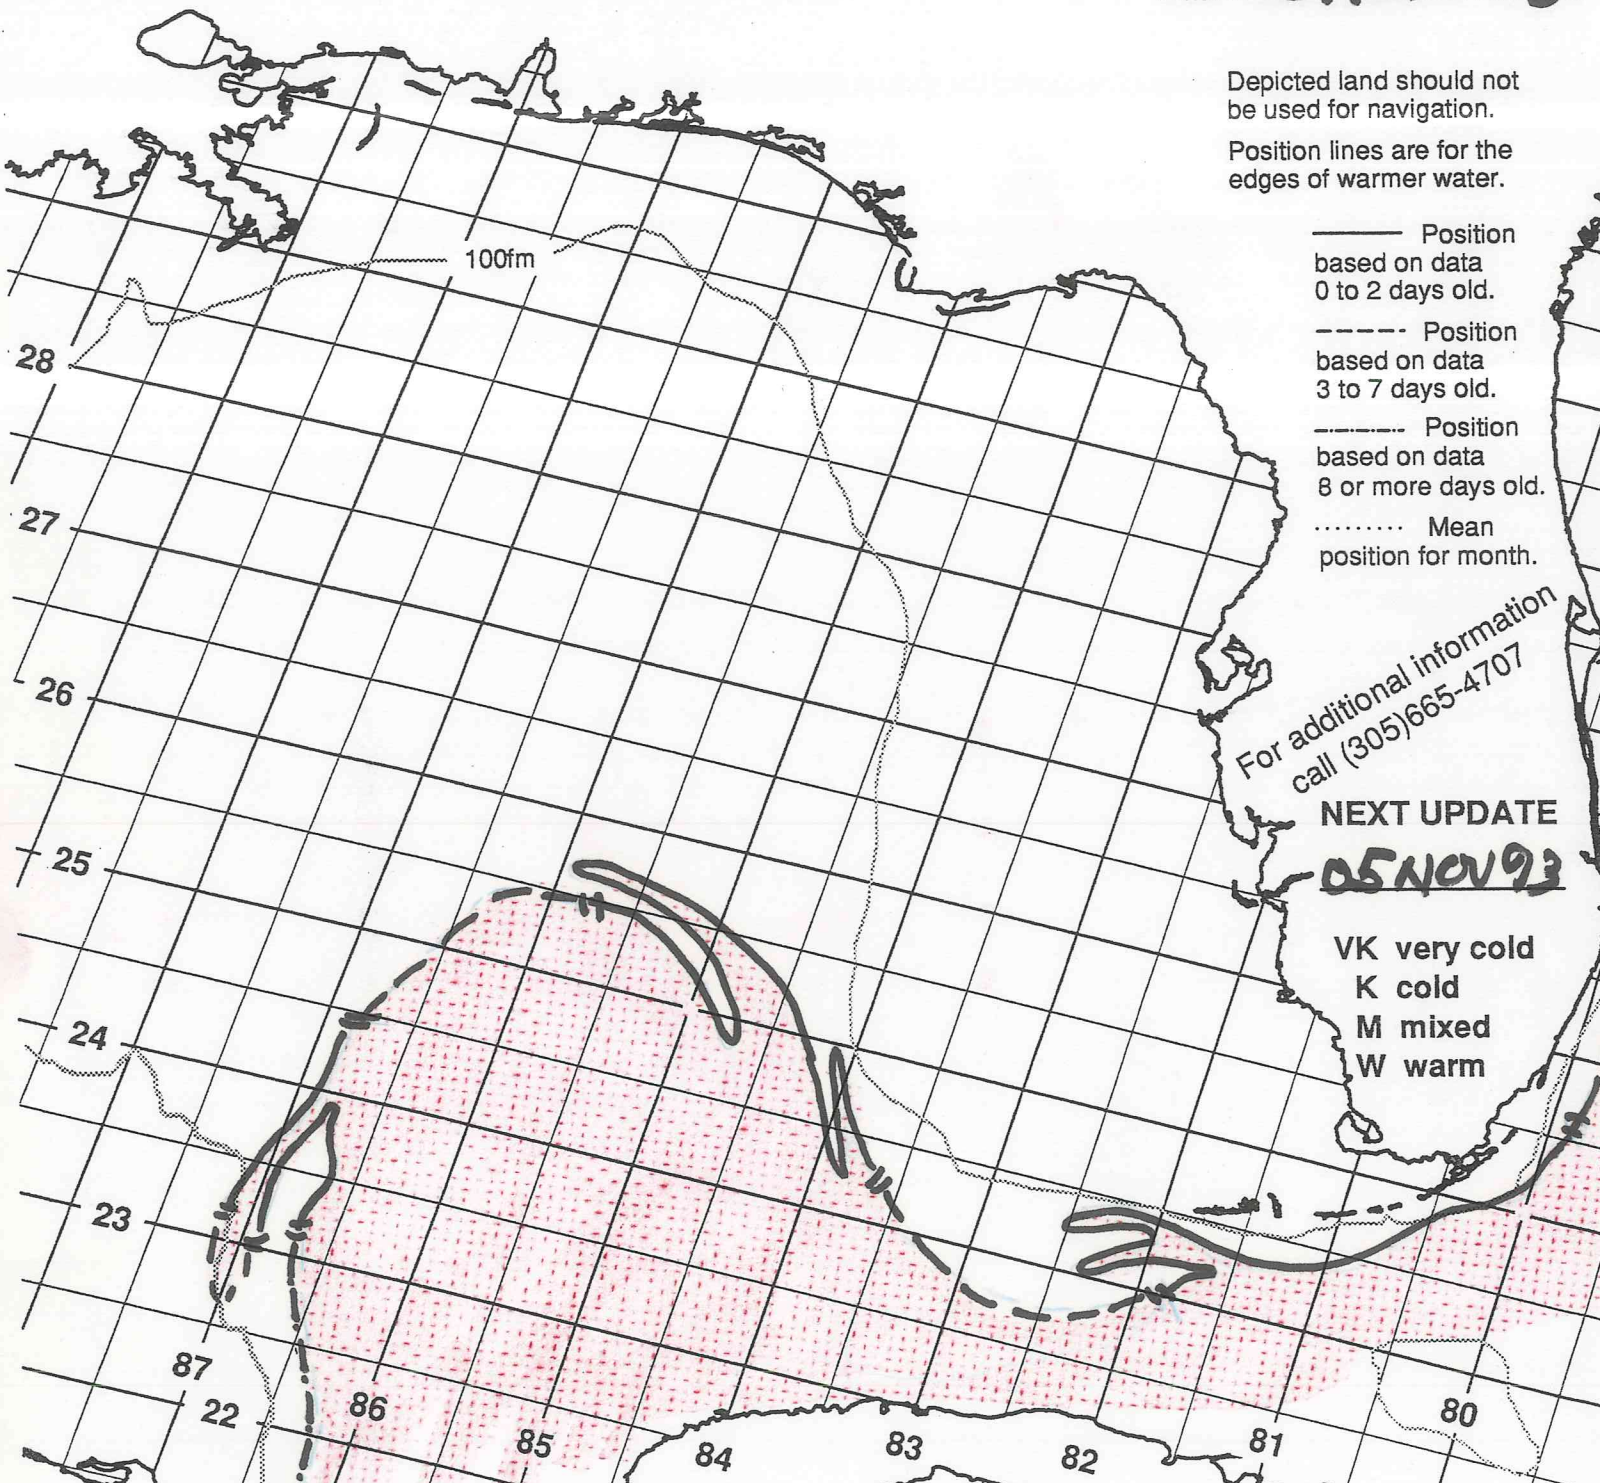 Depicted land should not
be used for navigation.
Position lines are for the
edges of warmer water.
Position
based on data
0 to 2 days old.
Position
based on data
3 to 7 days old.
Position
based on data
8 or more days old.
Mean
position for month.
100fm
28
27
26
25
24
23
22
87
86
85
84
83
82
81
80
For additional information
call (305)665-4707
NEXT UPDATE
05NOV93
VK very cold
K cold
M mixed
W warm